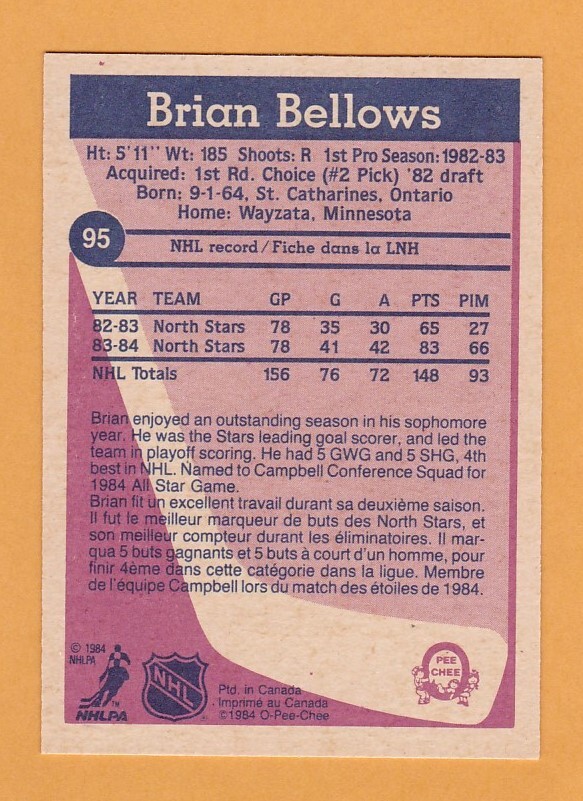 Brian Bellows
Ht: 5'11" Wt: 185 Shoots: R 1st Pro Season: 1982-83
Acquired: 1st Rd. Choice (#2 Pick) '82 draft
Born: 9-1-64, St. Catharines, Ontario
Home: Wayzata, Minnesota
95
NHL record/Fiche dans la LNH
YEAR TEAM GP G A PTS PIM
82-83 North Stars 78 35 30 65 27
83-84 North Stars 78 41 42 83 66
NHL Totals 156 76 72 148 93
Brian enjoyed an outstanding season in his sophomore
year. He was the Stars leading goal scorer, and led the
team in playoff scoring. He had 5 GWG and 5 SHG, 4th
best in NHL. Named to Campbell Conference Squad for
1984 All Star Game.
Brian fit un excellent travail durant sa deuxième saison.
Il fut le meilleur marqueur de buts des North Stars, et
son meilleur compteur durant les éliminatoires. Il mar-
qua 5 buts gagnants et 5 buts à court d'un homme, pour
finir 4ème dans cette catégorie dans la ligue. Membre
de l'équipe Campbell lors du match des étoiles de 1984.
© 1984
NHLPA
TM
NHLPA
NHL
Ptd. in Canada
Imprimé au Canada
©1984 O-Pee-Chee
PEE
CHEE